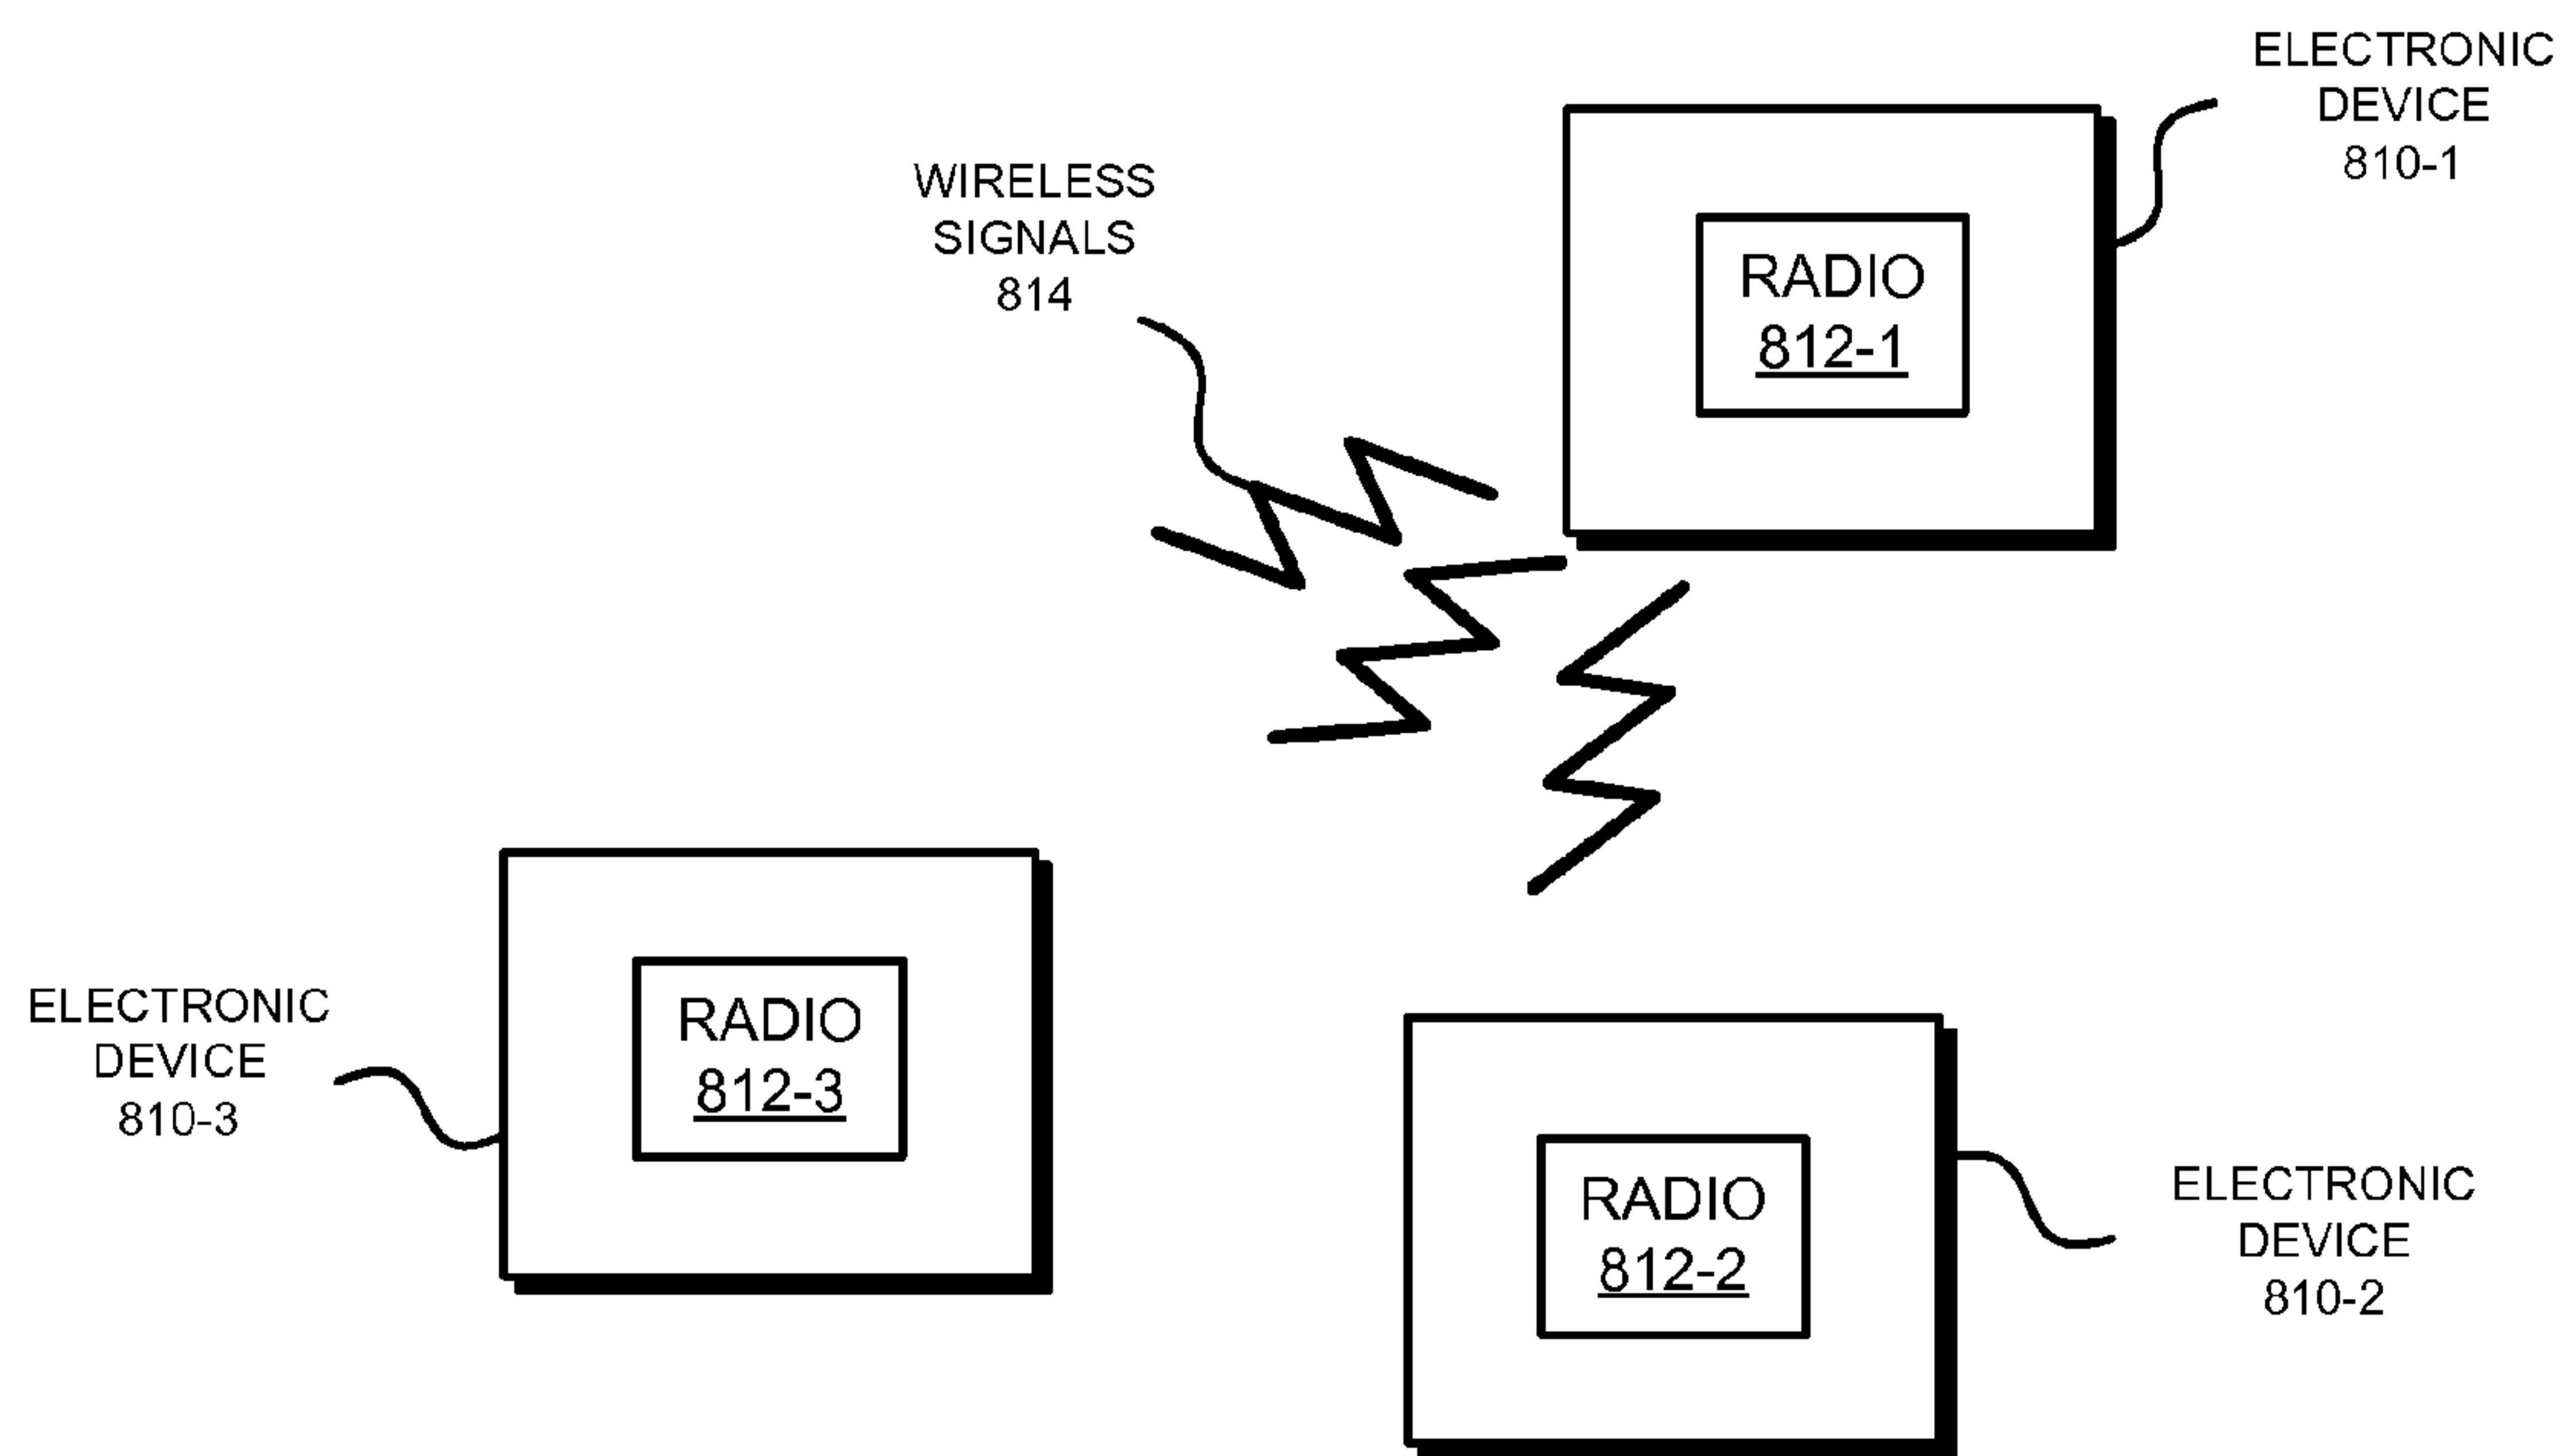 ELECTRONIC
DEVICE
810-1
WIRELESS
SIGNALS
814
RADIO
812-1
ELECTRONIC
DEVICE
810-3
RADIO
812-3
RADIO
812-2
ELECTRONIC
DEVICE
810-2